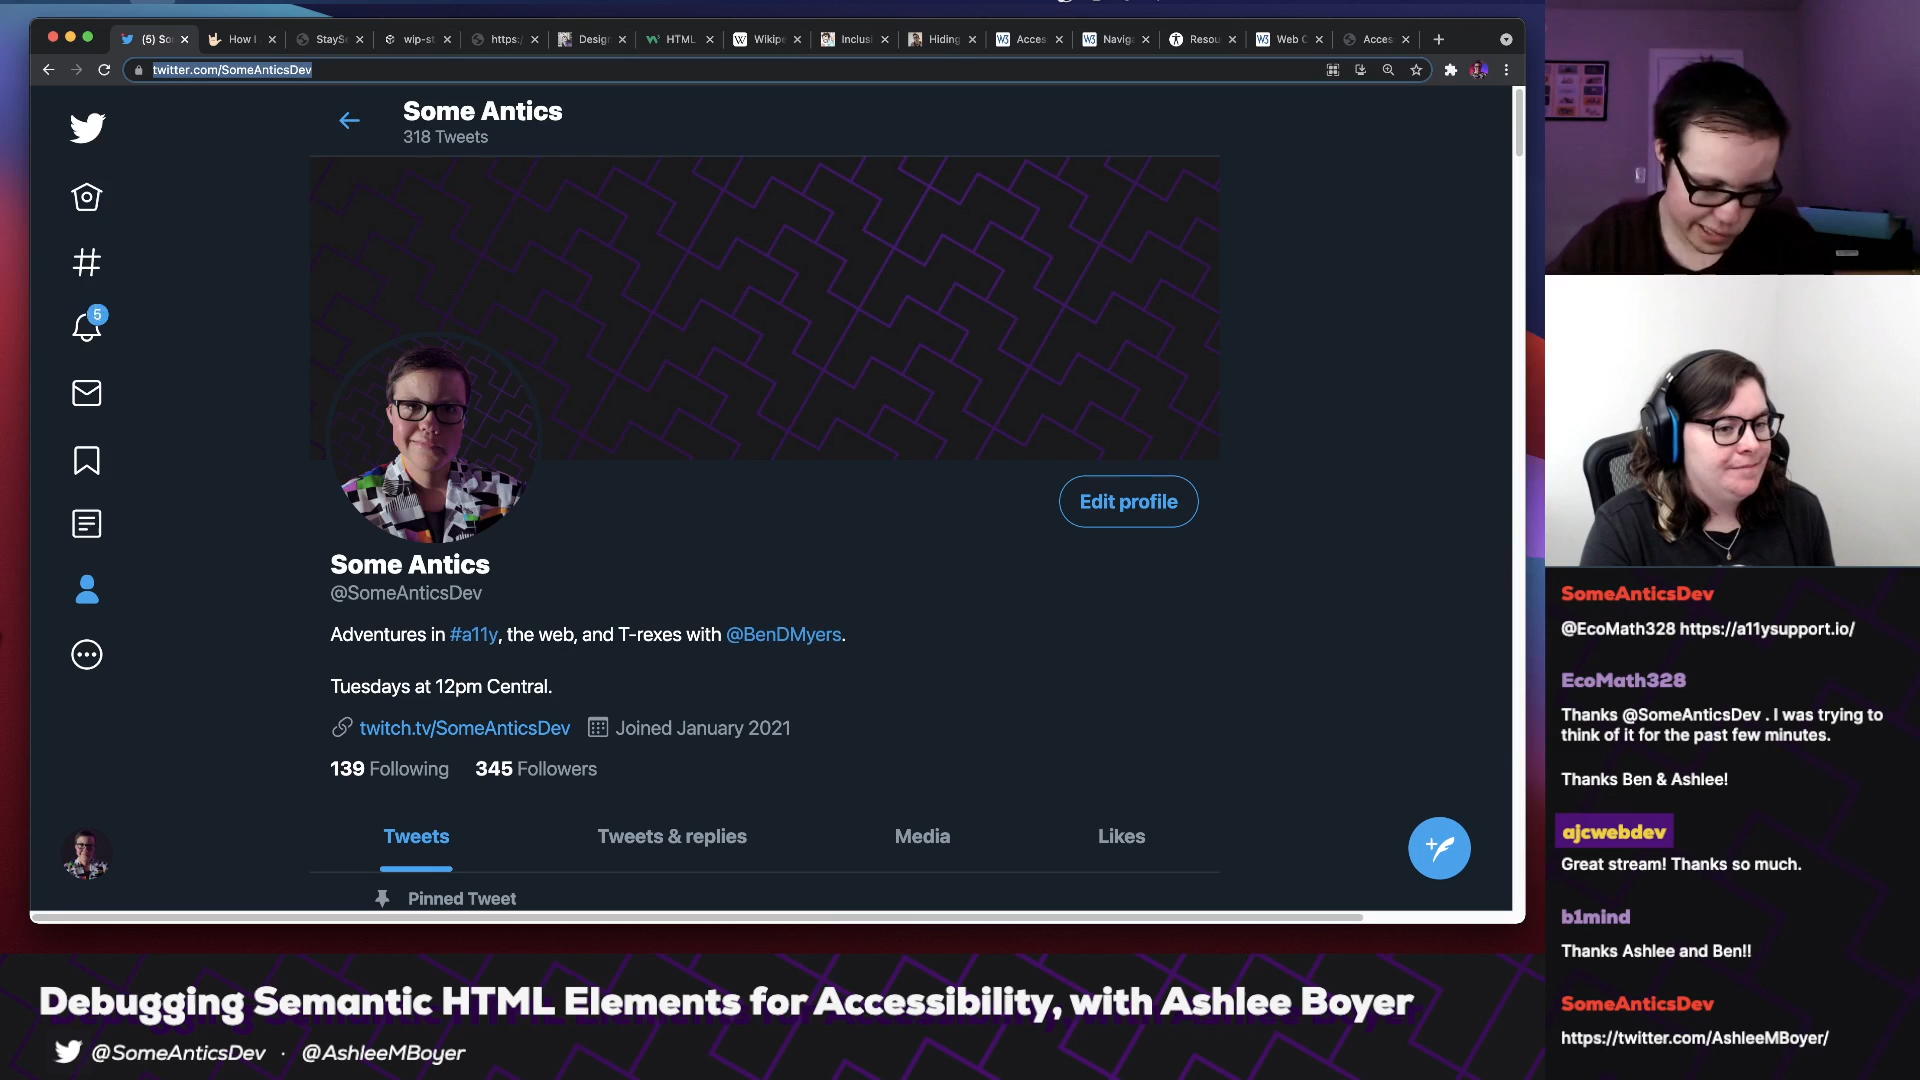 (5) So
How I
StaySe
wip-st
https:/
Design
HTML
Wikipe
Inclusi
Hiding
Acces
Naviga
Resou
Web C
Acces
twitter.com/SomeAnticsDev
Some Antics
318 Tweets
5
Edit profile
Some Antics
@SomeAnticsDev
Adventures in #a11y, the web, and T-rexes with @BenDMyers.
Tuesdays at 12pm Central.
twitch.tv/SomeAnticsDev Joined January 2021
139 Following 345 Followers
Tweets Tweets & replies Media Likes
Pinned Tweet
SomeAnticsDev
@EcoMath328 https://a11ysupport.io/
EcoMath328
Thanks @SomeAnticsDev . I was trying to
think of it for the past few minutes.
Thanks Ben & Ashlee!
ajcwebdev
Great stream! Thanks so much.
b1mind
Thanks Ashlee and Ben!!
SomeAnticsDev
https://twitter.com/AshleeMBoyer/
Debugging Semantic HTML Elements for Accessibility, with Ashlee Boyer
@SomeAnticsDev · @AshleeMBoyer